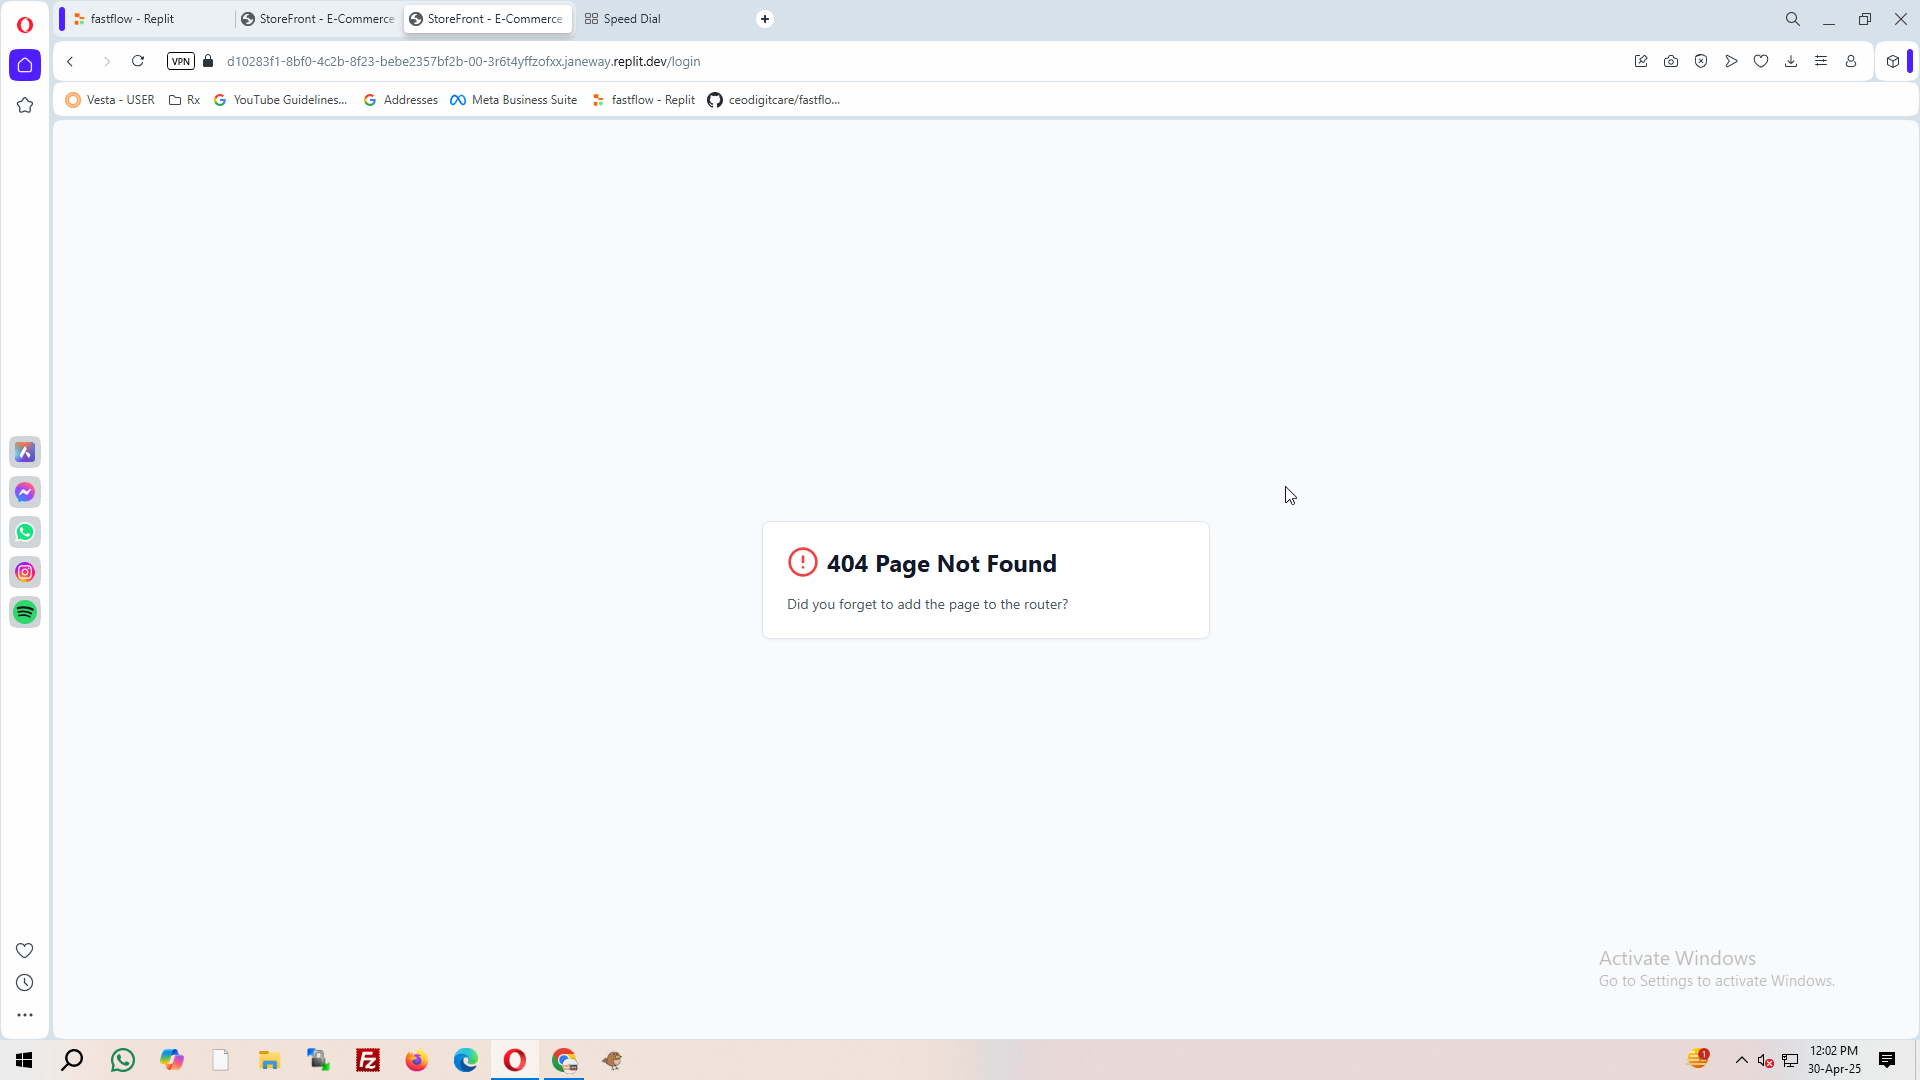 fastflow - Replit
StoreFront - E-Commerce
StoreFront - E-Commerce
Speed Dial
VPN
d10283f1-8bf0-4c2b-8f23-bebe2357bf2b-00-3r6t4yffzofxx.janeway.replit.dev/login
Vesta - USER
Rx
YouTube Guidelines...
Addresses
Meta Business Suite
fastflow - Replit
ceodigitcare/fastflo...
404 Page Not Found
Did you forget to add the page to the router?
Activate Windows
Go to Settings to activate Windows.
1
12:02 PM
30-Apr-25